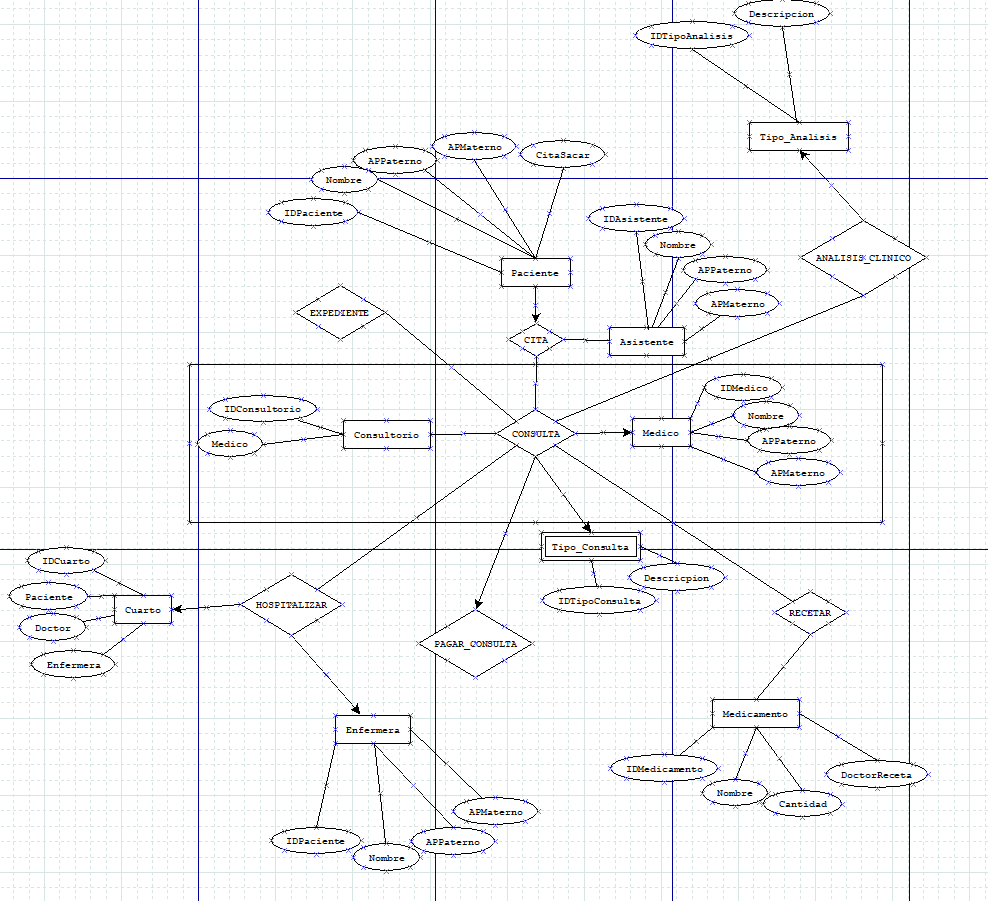 Descripcion
IDTipoAnalisis
Tipo_Analisis
APMaterno
CitaSacar
APPaterno
Nombre
IDPaciente
IDAsistente
Nombre
ANALISIS_CLINICO
APPaterno
Paciente
APMaterno
EXPEDIENTE
CITA
Asistente
IDMedico
IDConsultorio
Nombre
Consultorio
CONSULTA
Medico
APPaterno
Medico
APMaterno
Tipo_Consulta
IDCuarto
Descricpion
Paciente
IDTipoConsulta
HOSPITALIZAR
Cuarto
RECETAR
Doctor
PAGAR_CONSULTA
Enfermera
Medicamento
Enfermera
IDMedicamento
DoctorReceta
Nombre
Cantidad
APMaterno
IDPaciente
APPaterno
Nombre